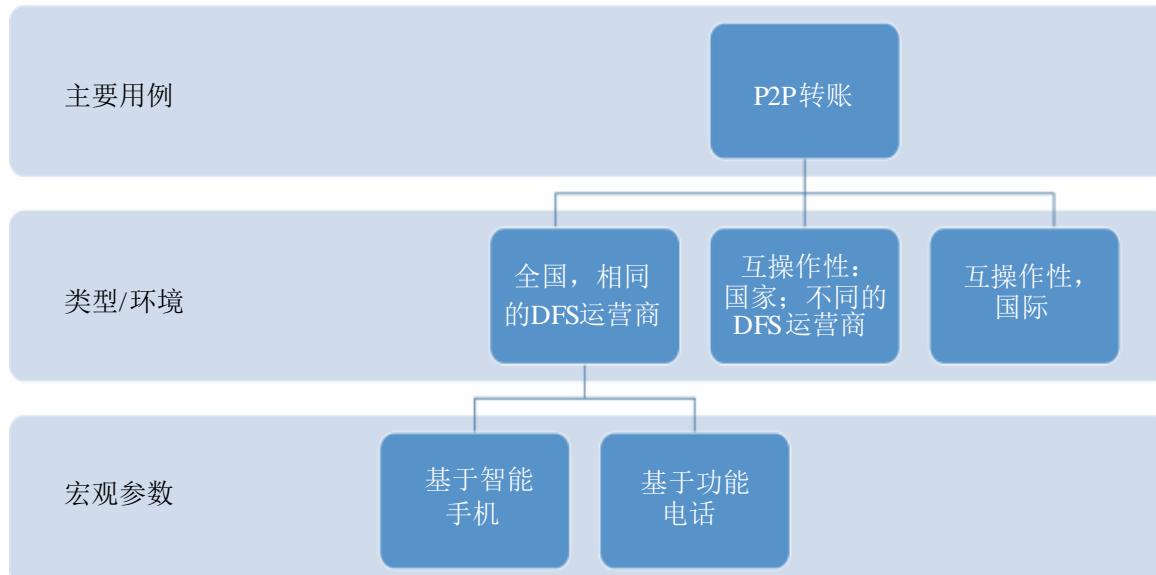 主要用例
P2P转账
类型/环境
全国，相同
的DFS运营商
互操作性：
国家；不同的
DFS运营商
互操作性，
国际
宏观参数
基于智能
手机
基于功能
电话